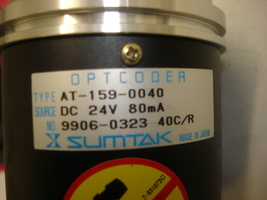 OPTCODER
TYPE AT-159-0040
SOURCE DC 24V 80mA
NO. 9906-0323 40C/R
SUMTAK MADE IN JAPAN